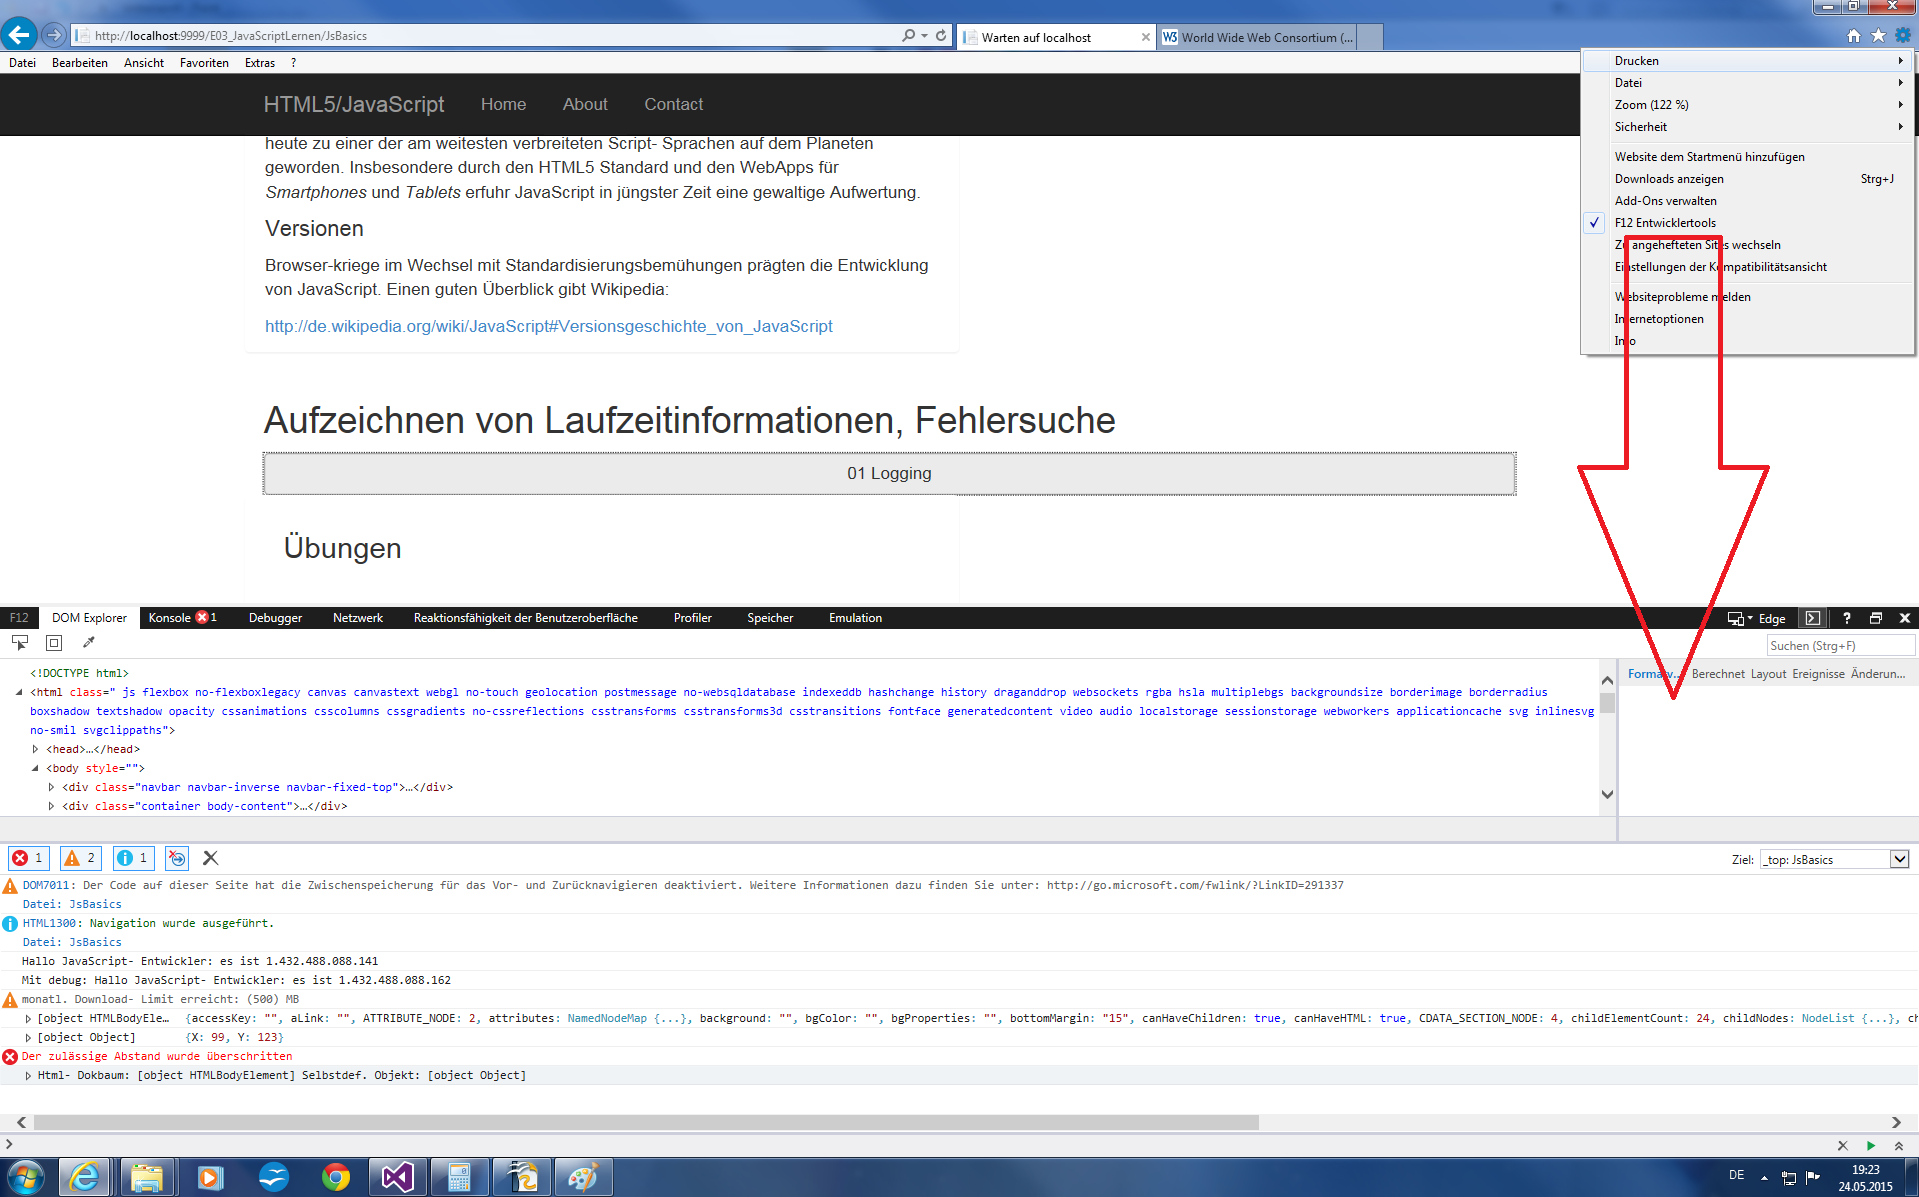 http://localhost:9999/E03_JavaScriptLernen/JsBasics
Warten auf localhost
W3 World Wide Web Consortium (...
Datei Bearbeiten Ansicht Favoriten Extras ?
HTML5/JavaScript Home About Contact
heute zu einer der am weitesten verbreiteten Script- Sprachen auf dem Planeten
geworden. Insbesondere durch den HTML5 Standard und den WebApps für
Smartphones und Tablets erfuhr JavaScript in jüngster Zeit eine gewaltige Aufwertung.
Versionen
Browser-kriege im Wechsel mit Standardisierungsbemühungen prägten die Entwicklung
von JavaScript. Einen guten Überblick gibt Wikipedia:
http://de.wikipedia.org/wiki/JavaScript#Versionsgeschichte_von_JavaScript
Aufzeichnen von Laufzeitinformationen, Fehlersuche
01 Logging
Übungen
Drucken
Datei
Zoom (122 %)
Sicherheit
Website dem Startmenü hinzufügen
Downloads anzeigen Strg+J
Add-Ons verwalten
F12 Entwicklertools
Zu angehefteten Sites wechseln
Einstellungen der Kompatibilitätsansicht
Websiteprobleme melden
Internetoptionen
Info
F12 DOM Explorer Konsole 1 Debugger Netzwerk Reaktionsfähigkeit der Benutzeroberfläche Profiler Speicher Emulation Edge ?
Suchen (Strg+F)
Berechnet Layout Ereignisse Änderun...
<!DOCTYPE html>
<html class=" js flexbox no-flexboxlegacy canvas canvastext webgl no-touch geolocation postmessage no-websqldatabase indexeddb hashchange history draganddrop websockets rgba hsla multiplebgs backgroundsize borderimage borderradius
boxshadow textshadow opacity cssanimations csscolumns cssgradients no-cssreflections csstransforms csstransforms3d csstransitions fontface generatedcontent video audio localstorage sessionstorage webworkers applicationcache svg inlinesvg
no-smil svgclippaths">
<head>…</head>
<body style="">
<div class="navbar navbar-inverse navbar-fixed-top">…</div>
<div class="container body-content">…</div>
1 2 1
Ziel: _top: JsBasics
DOM7011: Der Code auf dieser Seite hat die Zwischenspeicherung für das Vor- und Zurücknavigieren deaktiviert. Weitere Informationen dazu finden Sie unter: http://go.microsoft.com/fwlink/?LinkID=291337
Datei: JsBasics
HTML1300: Navigation wurde ausgeführt.
Datei: JsBasics
Hallo JavaScript- Entwickler: es ist 1.432.488.088.141
Mit debug: Hallo JavaScript- Entwickler: es ist 1.432.488.088.162
monatl. Download- Limit erreicht: (500) MB
[object HTMLBodyEle… {accessKey: "", aLink: "", ATTRIBUTE_NODE: 2, attributes: NamedNodeMap {...}, background: "", bgColor: "", bgProperties: "", bottomMargin: "15", canHaveChildren: true, canHaveHTML: true, CDATA_SECTION_NODE: 4, childElementCount: 24, childNodes: NodeList {...}, ch
[object Object] {X: 99, Y: 123}
Der zulässige Abstand wurde überschritten
Html- Dokbaum: [object HTMLBodyElement] Selbstdef. Objekt: [object Object]
DE
19:23
24.05.2015